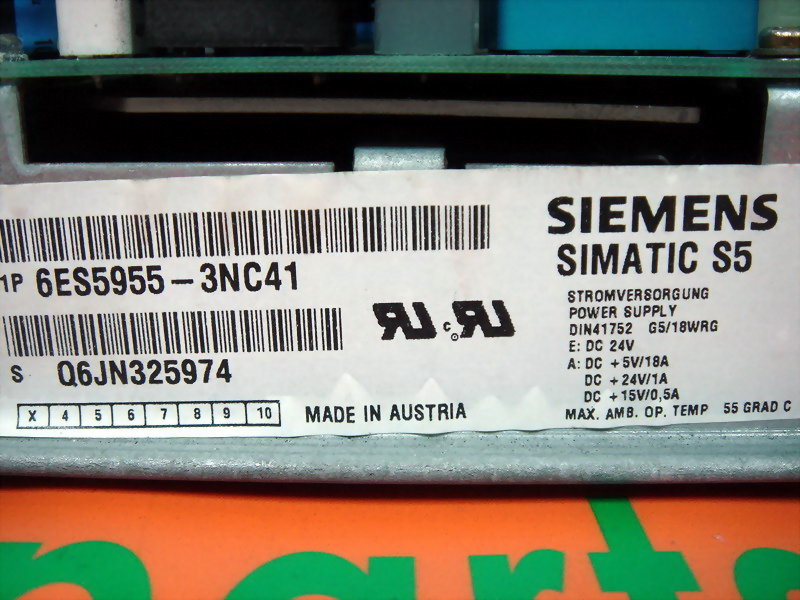 SIEMENS
SIMATIC S5
1P 6ES5955-3NC41
S Q6JN325974
X 4 5 6 7 8 9 10
MADE IN AUSTRIA
STROMVERSORGUNG
POWER SUPPLY
DIN41752 G5/18WRG
E: DC 24V
A: DC +5V/18A
DC +24V/1A
DC +15V/0,5A
MAX. AMB. OP. TEMP 55 GRAD C